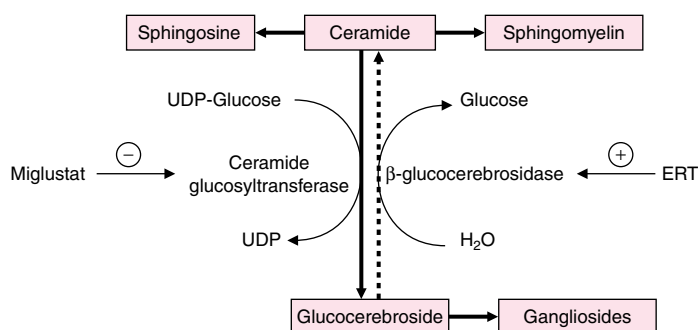 Sphingosine
Ceramide
Sphingomyelin
UDP-Glucose
Glucose
Miglustat
−
Ceramide
glucosyltransferase
β-glucocerebrosidase
+
ERT
UDP
H₂O
Glucocerebroside
Gangliosides